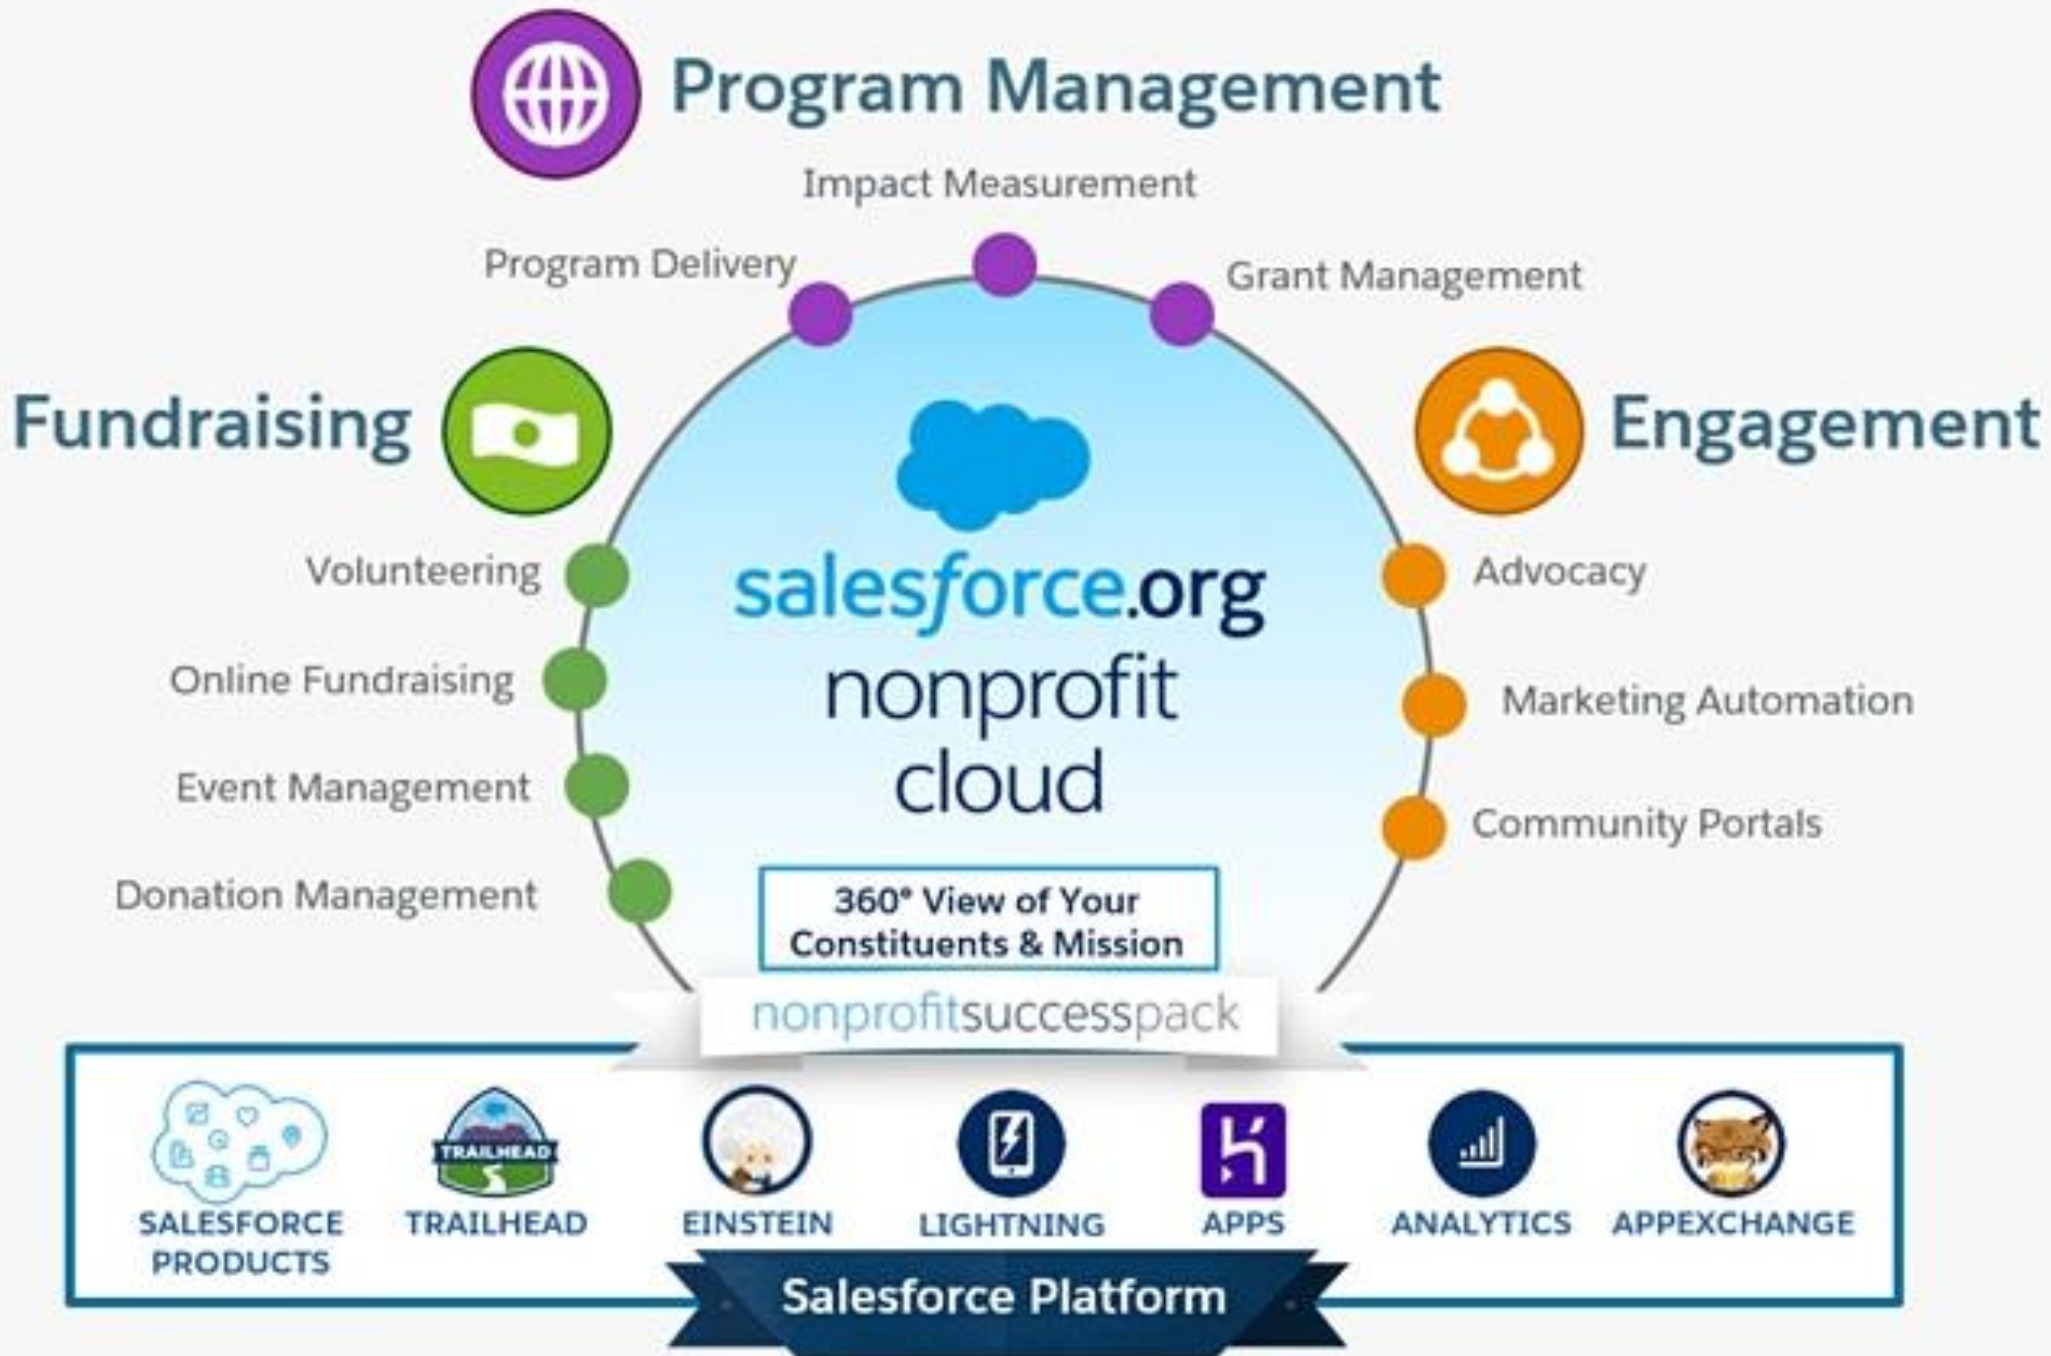 Program Management
Impact Measurement
Program Delivery
Grant Management
Fundraising
Engagement
Volunteering
Online Fundraising
Event Management
Donation Management
salesforce.org
nonprofit
cloud
Advocacy
Marketing Automation
Community Portals
360° View of Your
Constituents & Mission
nonprofitsuccesspack
TRAILHEAD
SALESFORCE
PRODUCTS
TRAILHEAD
EINSTEIN
LIGHTNING
APPS
ANALYTICS
APPEXCHANGE
Salesforce Platform